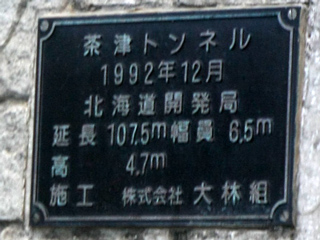 茶津トンネル
1992年12月
北海道開発局
延長 107.5m 幅員 6.5m
高 4.7m
施工 株式会社 大林組